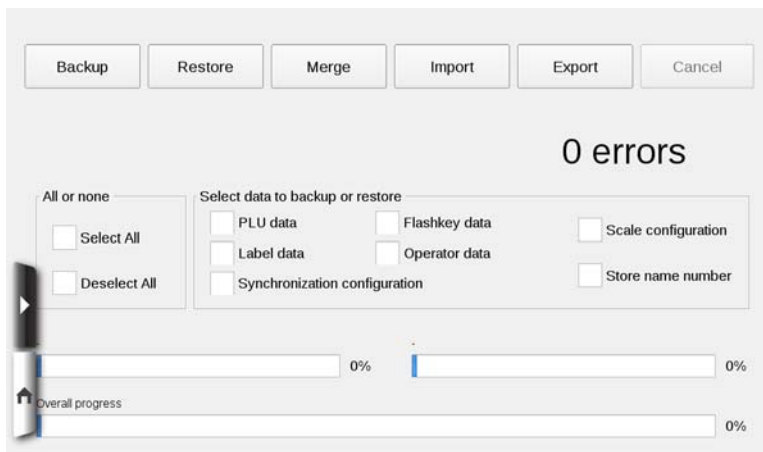 Backup Restore Merge Import Export Cancel
0 errors
All or none
Select All
Deselect All
Select data to backup or restore
PLU data Flashkey data Scale configuration
Label data Operator data Store name number
Synchronization configuration
0% 0%
Overall progress
0%